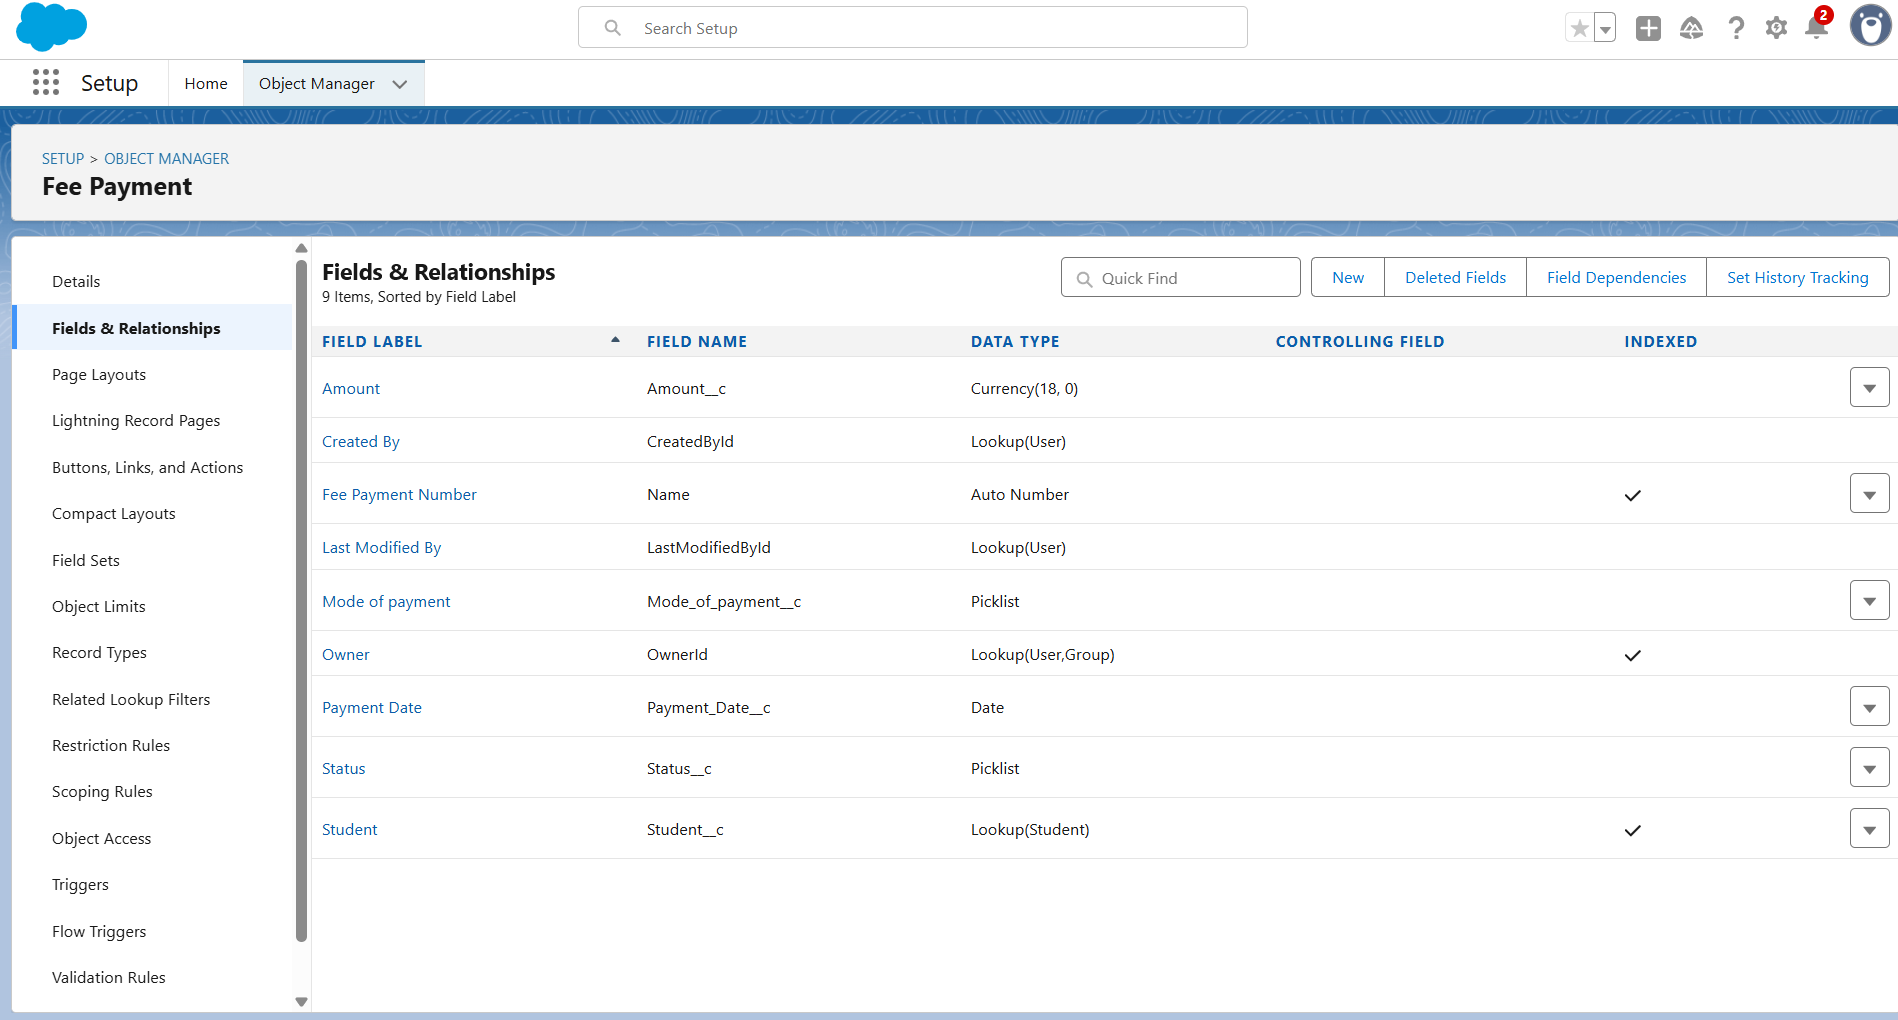 Search Setup
2
Setup
Home
Object Manager
SETUP > OBJECT MANAGER
Fee Payment
Details
Fields & Relationships
Page Layouts
Lightning Record Pages
Buttons, Links, and Actions
Compact Layouts
Field Sets
Object Limits
Record Types
Related Lookup Filters
Restriction Rules
Scoping Rules
Object Access
Triggers
Flow Triggers
Validation Rules
Fields & Relationships
9 Items, Sorted by Field Label
Quick Find
New
Deleted Fields
Field Dependencies
Set History Tracking
FIELD LABEL FIELD NAME DATA TYPE CONTROLLING FIELD INDEXED
Amount Amount__c Currency(18, 0)
Created By CreatedById Lookup(User)
Fee Payment Number Name Auto Number
Last Modified By LastModifiedById Lookup(User)
Mode of payment Mode_of_payment__c Picklist
Owner OwnerId Lookup(User,Group)
Payment Date Payment_Date__c Date
Status Status__c Picklist
Student Student__c Lookup(Student)